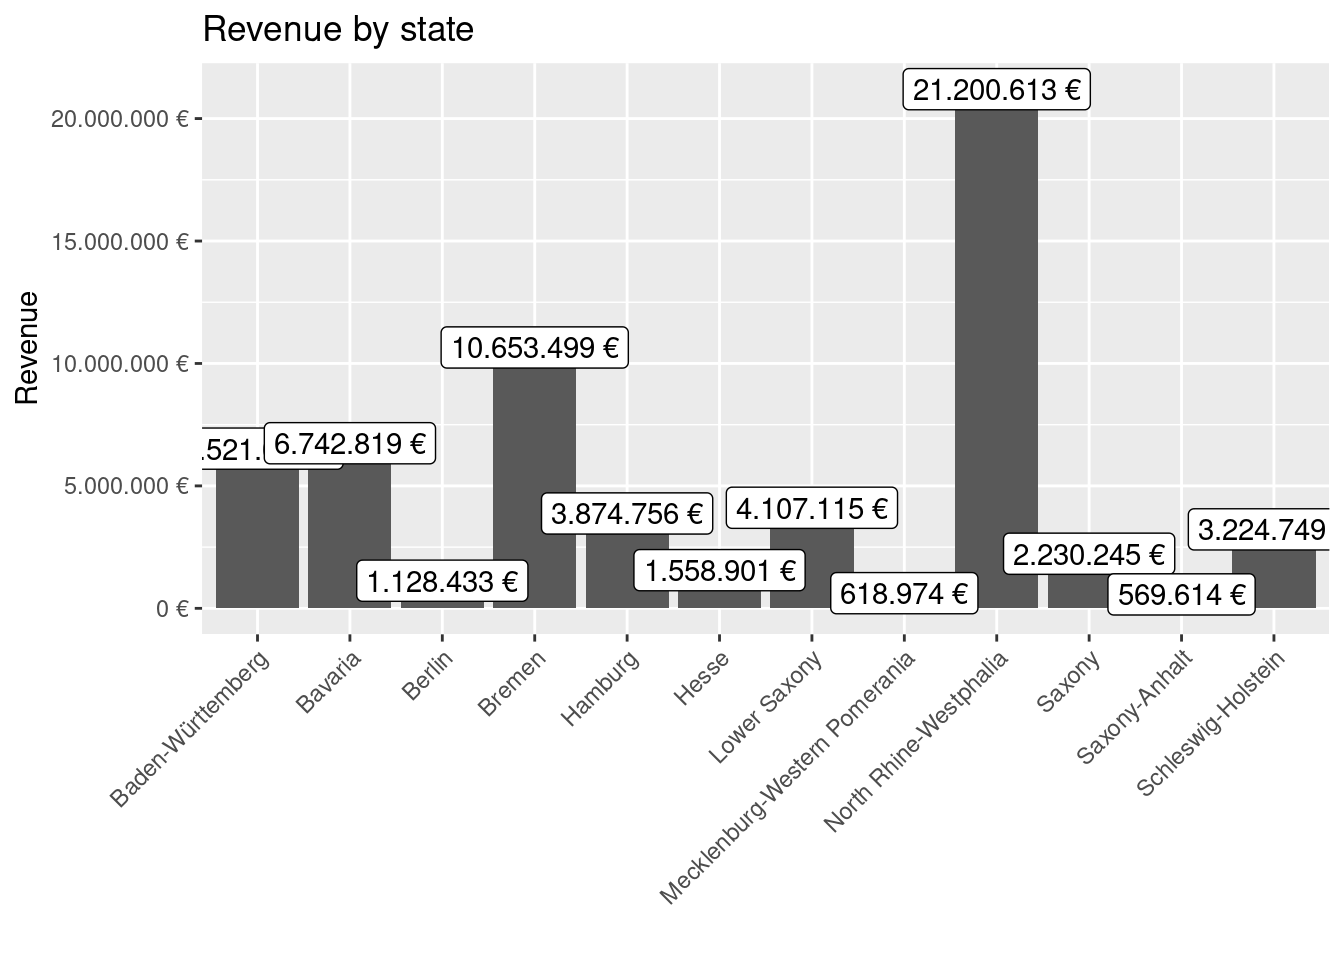 Revenue by state
Revenue
20.000.000 €
15.000.000 €
10.000.000 €
5.000.000 €
0 €
.521.
6.742.819 €
1.128.433 €
10.653.499 €
3.874.756 €
1.558.901 €
4.107.115 €
618.974 €
21.200.613 €
2.230.245 €
569.614 €
3.224.749
Baden-Württemberg
Bavaria
Berlin
Bremen
Hamburg
Hesse
Lower Saxony
Mecklenburg-Western Pomerania
North Rhine-Westphalia
Saxony
Saxony-Anhalt
Schleswig-Holstein